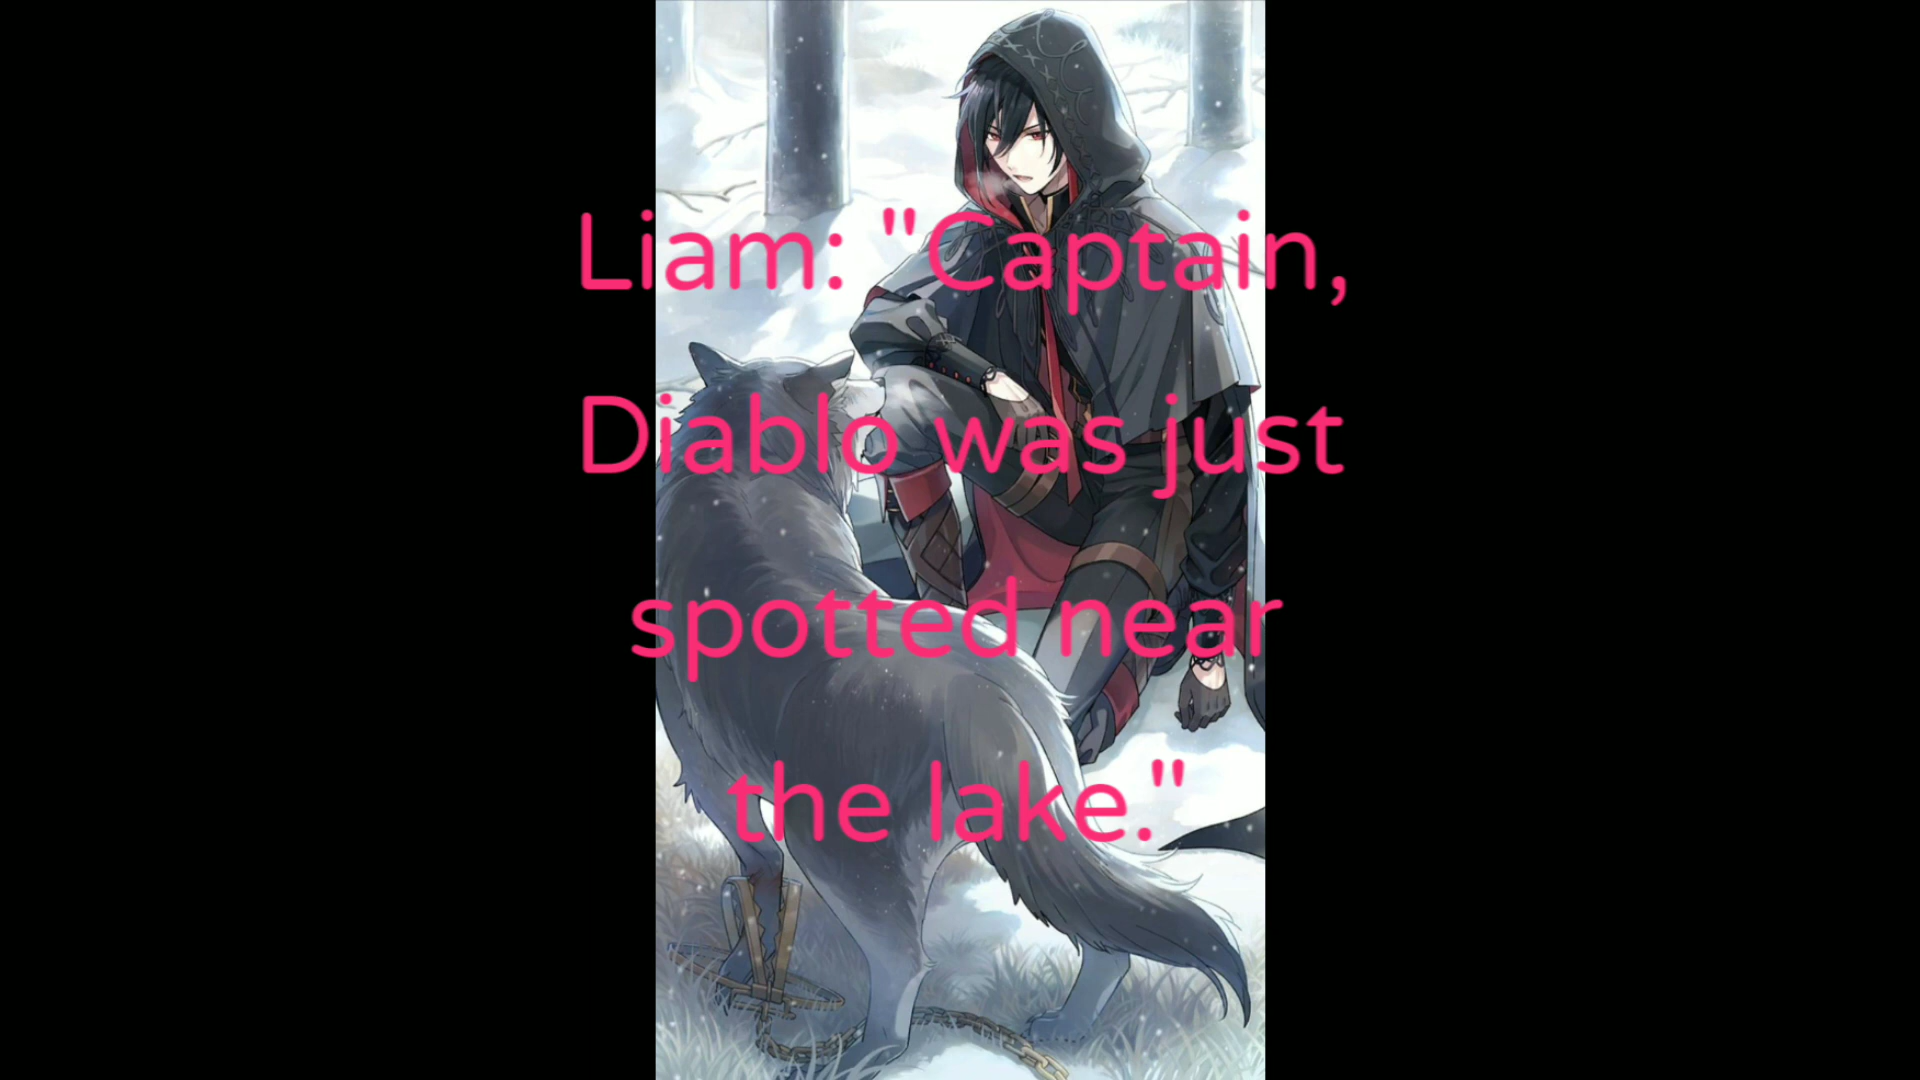 Liam: "Captain,
Diablo was just
spotted near
the lake."